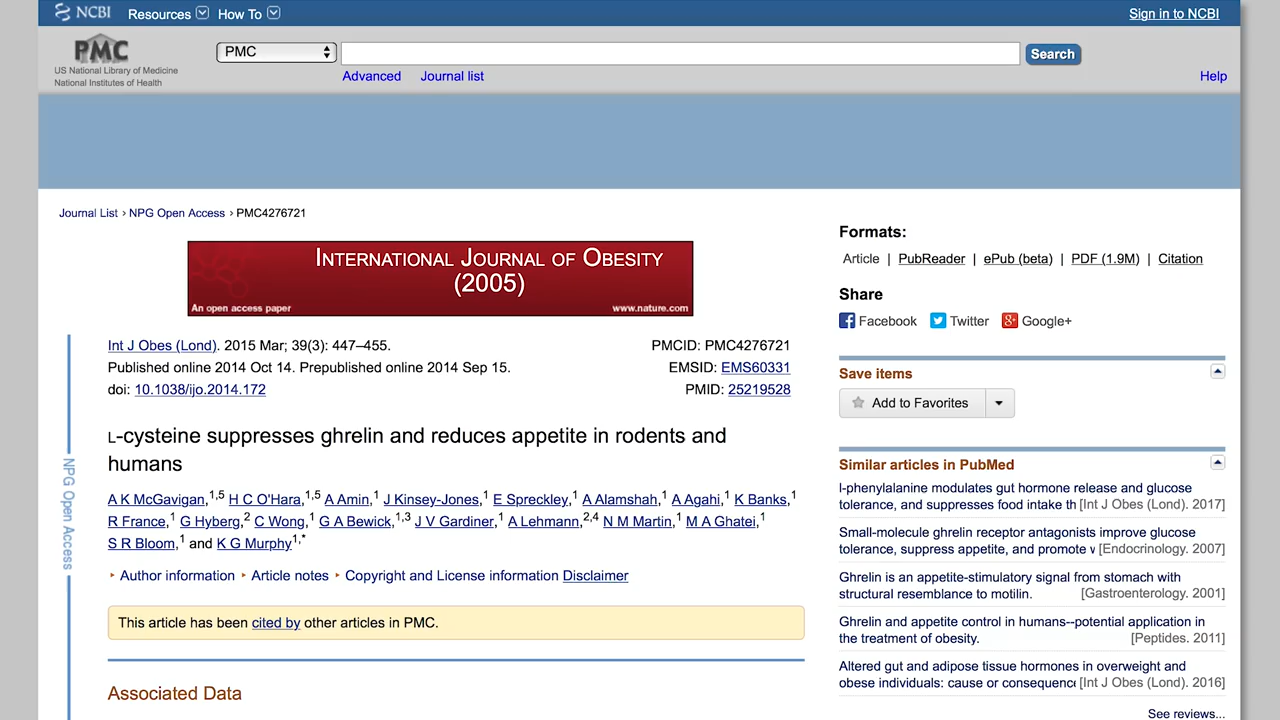 NCBI Resources How To Sign in to NCBI
PMC
US National Library of Medicine
National Institutes of Health
PMC Search
Advanced Journal list Help
Journal List › NPG Open Access › PMC4276721
INTERNATIONAL JOURNAL OF OBESITY
(2005)
An open access paper www.nature.com
NPG Open Access
Int J Obes (Lond). 2015 Mar; 39(3): 447–455. PMCID: PMC4276721
Published online 2014 Oct 14. Prepublished online 2014 Sep 15. EMSID: EMS60331
doi: 10.1038/ijo.2014.172 PMID: 25219528
L-cysteine suppresses ghrelin and reduces appetite in rodents and
humans
A K McGavigan,1,5 H C O'Hara,1,5 A Amin,1 J Kinsey-Jones,1 E Spreckley,1 A Alamshah,1 A Agahi,1 K Banks,1
R France,1 G Hyberg,2 C Wong,1 G A Bewick,1,3 J V Gardiner,1 A Lehmann,2,4 N M Martin,1 M A Ghatei,1
S R Bloom,1 and K G Murphy1,*
Author information Article notes Copyright and License information Disclaimer
This article has been cited by other articles in PMC.
Associated Data
Formats:
Article | PubReader | ePub (beta) | PDF (1.9M) | Citation
Share
Facebook Twitter Google+
Save items
Add to Favorites
Similar articles in PubMed
l-phenylalanine modulates gut hormone release and glucose
tolerance, and suppresses food intake th [Int J Obes (Lond). 2017]
Small-molecule ghrelin receptor antagonists improve glucose
tolerance, suppress appetite, and promote v [Endocrinology. 2007]
Ghrelin is an appetite-stimulatory signal from stomach with
structural resemblance to motilin. [Gastroenterology. 2001]
Ghrelin and appetite control in humans--potential application in
the treatment of obesity. [Peptides. 2011]
Altered gut and adipose tissue hormones in overweight and
obese individuals: cause or consequence [Int J Obes (Lond). 2016]
See reviews...